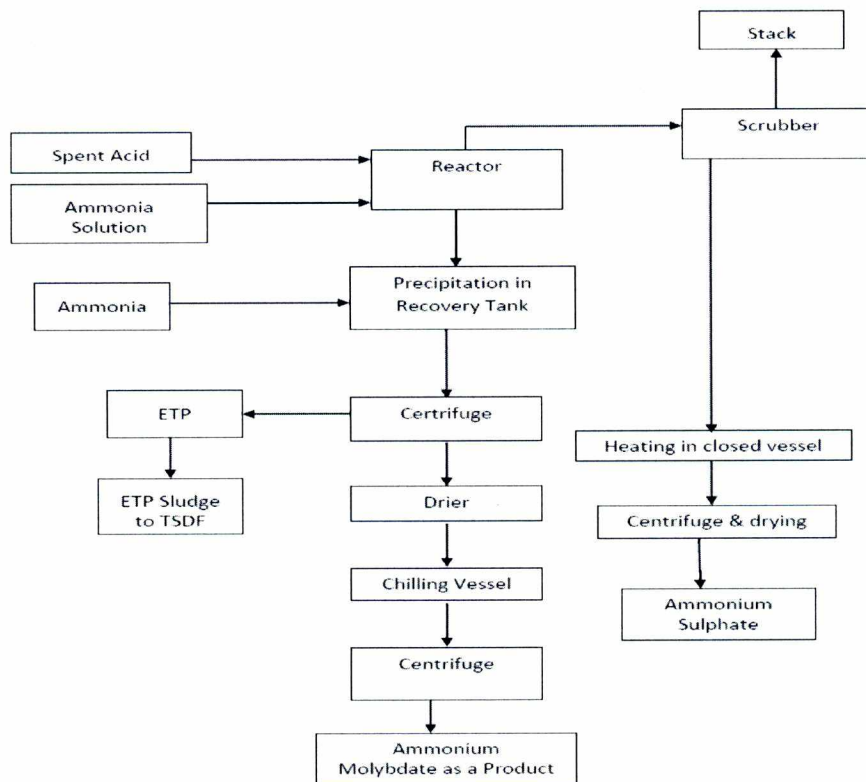 Stack
Scrubber
Spent Acid
Reactor
Ammonia
Solution
Precipitation in
Recovery Tank
Ammonia
ETP
Certrifuge
Heating in closed vessel
ETP Sludge
to TSDF
Drier
Centrifuge & drying
Chilling Vessel
Ammonium
Sulphate
Centrifuge
Ammonium
Molybdate as a Product